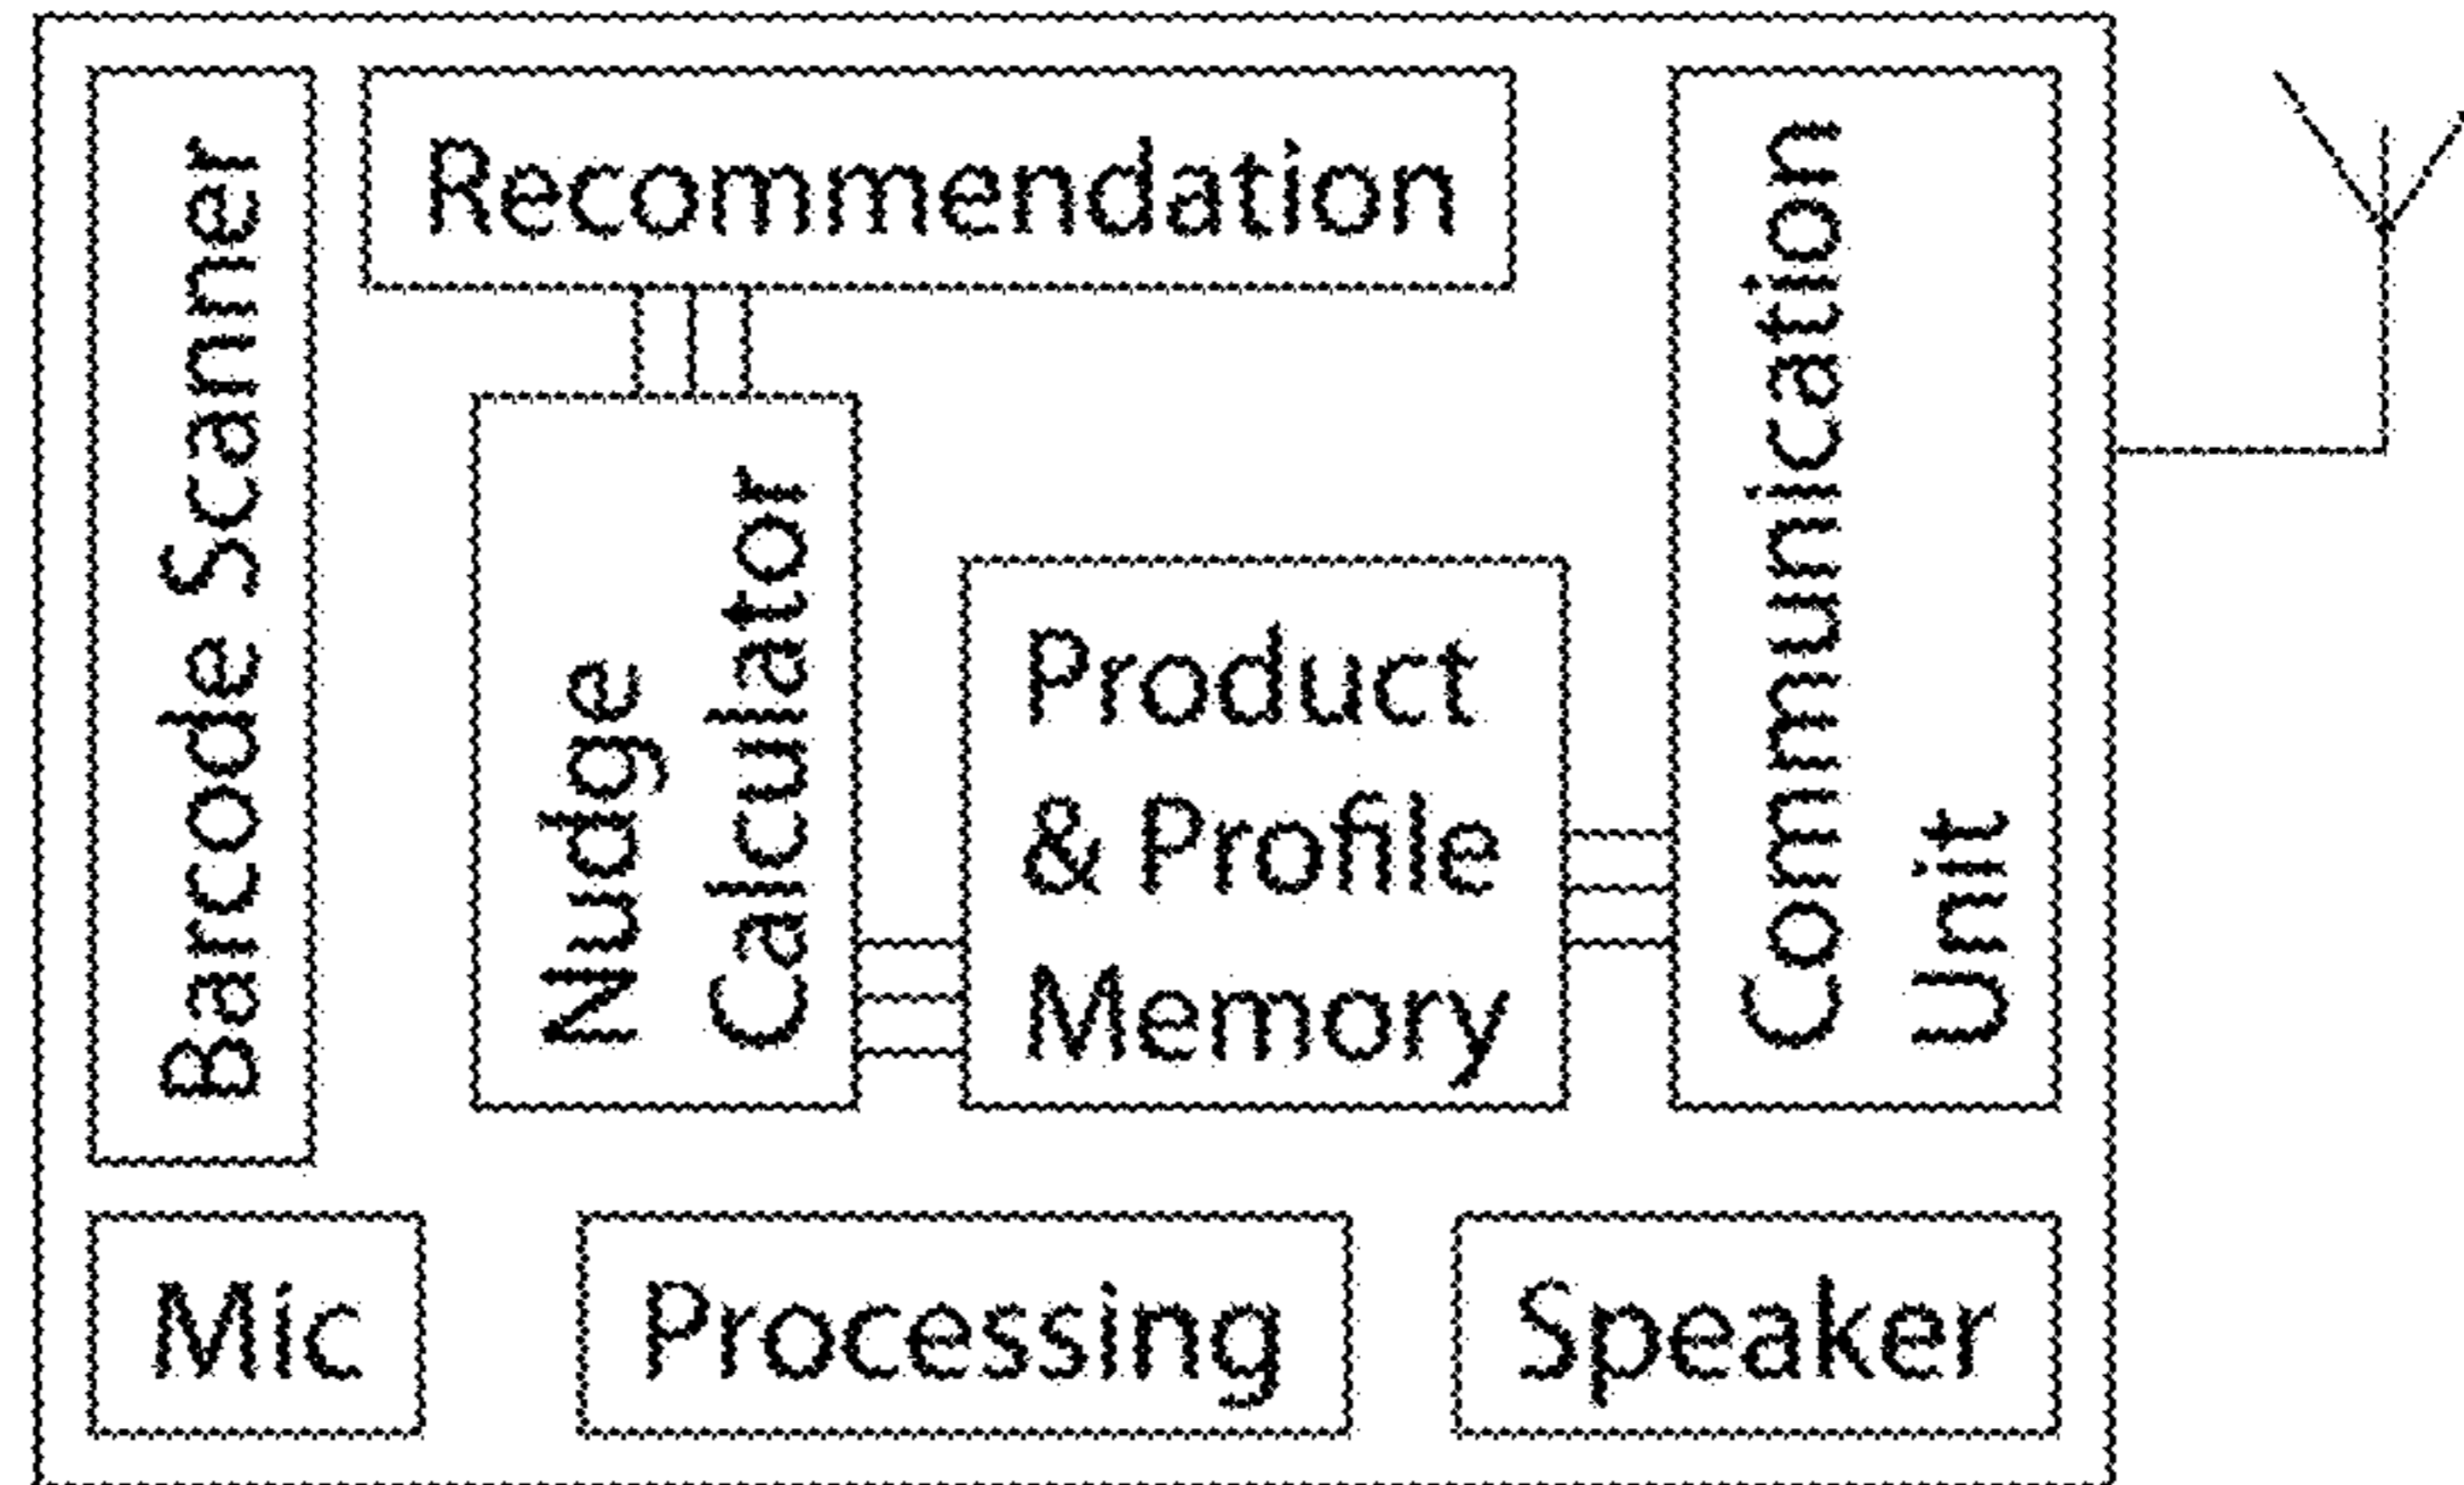 Barcode Scanner
Recommendation
Nudge
Calculator
Product
& Profile
Memory
Communication
Unit
Mic
Processing
Speaker